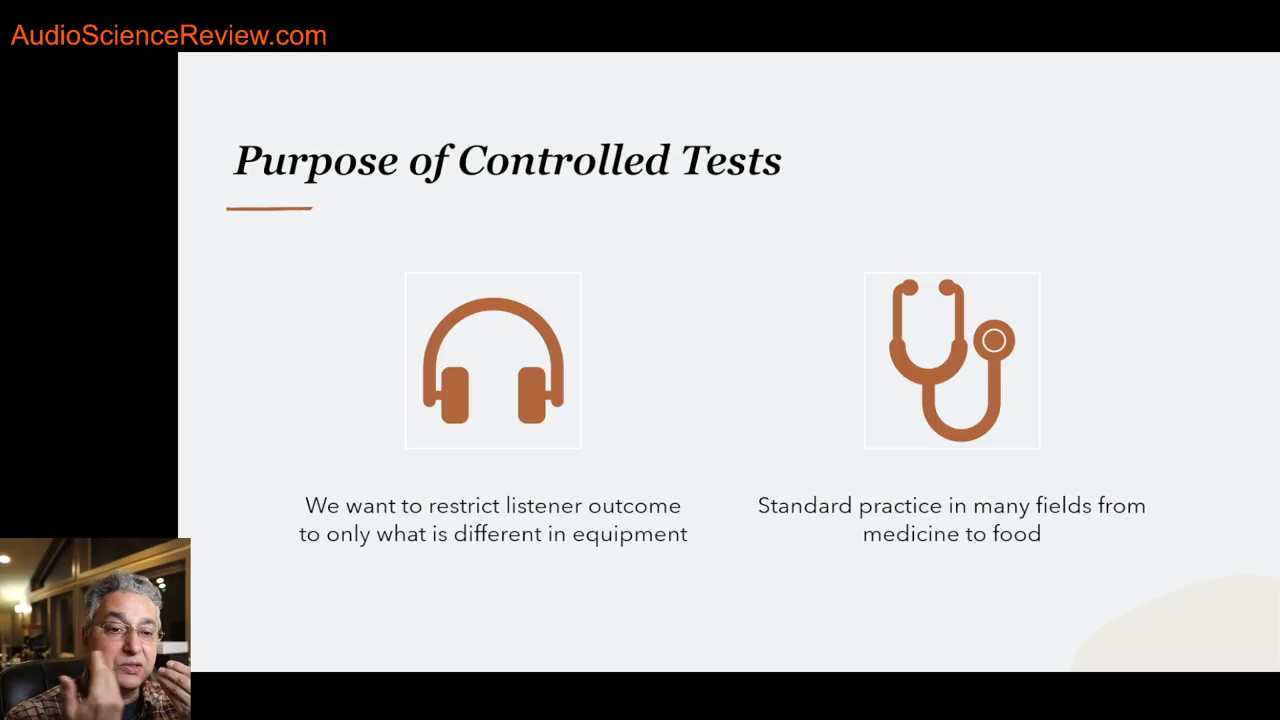 AudioScienceReview.com
Purpose of Controlled Tests
We want to restrict listener outcome
to only what is different in equipment
Standard practice in many fields from
medicine to food